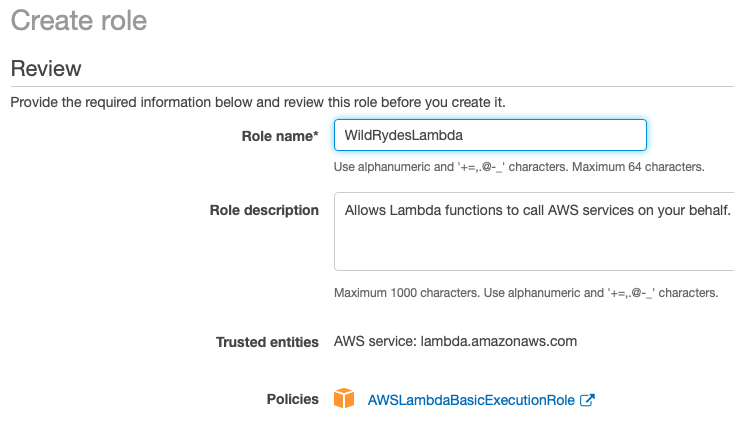 Create role
Review
Provide the required information below and review this role before you create it.
Role name* WildRydesLambda
Use alphanumeric and '+=,.@-_' characters. Maximum 64 characters.
Role description Allows Lambda functions to call AWS services on your behalf.
Maximum 1000 characters. Use alphanumeric and '+=,.@-_' characters.
Trusted entities AWS service: lambda.amazonaws.com
Policies AWSLambdaBasicExecutionRole